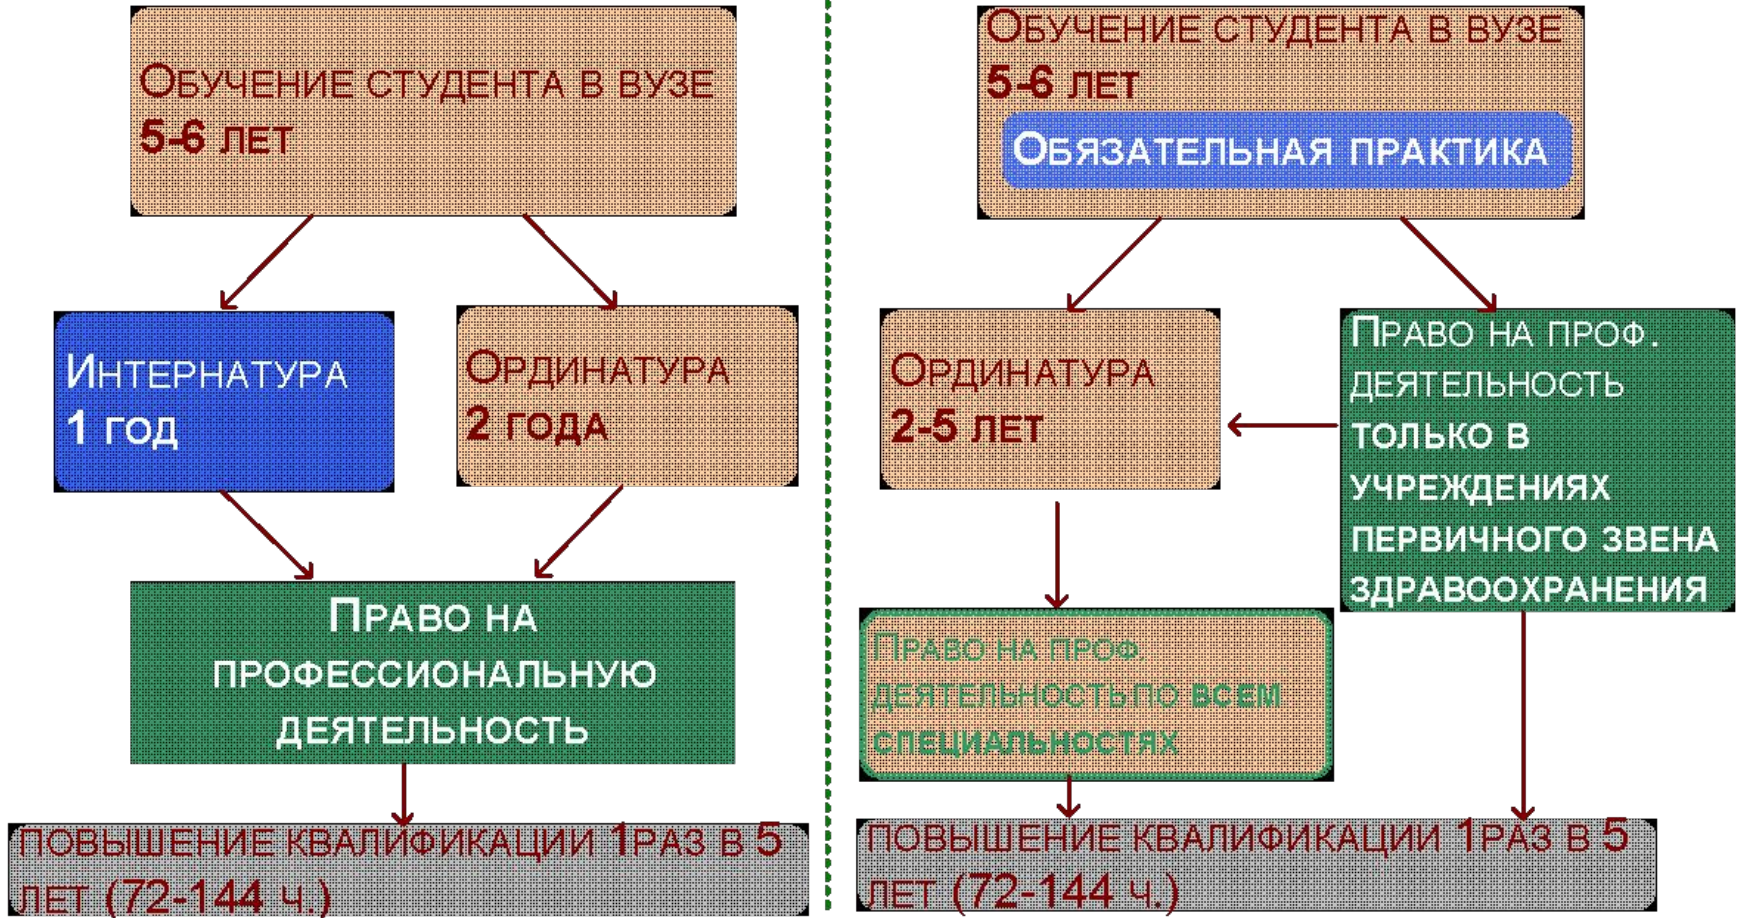 Обучение студента в вузе
5-6 лет
Интернатура
1 год
Ординатура
2 года
Право на
профессиональную
деятельность
повышение квалификации 1раз в 5
лет (72-144 ч.)
Обучение студента в вузе
5-6 лет
Обязательная практика
Ординатура
2-5 лет
Право на проф.
деятельность
только в
учреждениях
первичного звена
здравоохранения
Право на проф.
деятельность по всем
специальностях
повышение квалификации 1раз в 5
лет (72-144 ч.)